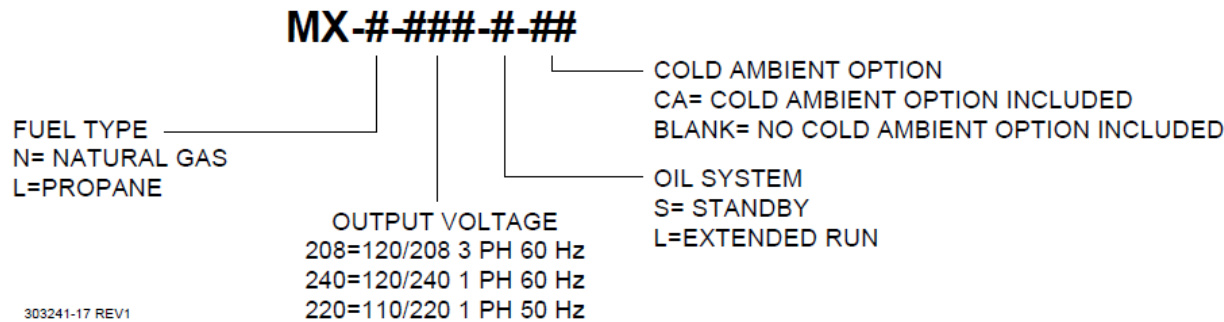 MX-#-###-#-##
COLD AMBIENT OPTION
CA= COLD AMBIENT OPTION INCLUDED
BLANK= NO COLD AMBIENT OPTION INCLUDED
FUEL TYPE
N= NATURAL GAS
L=PROPANE
OIL SYSTEM
S= STANDBY
L=EXTENDED RUN
OUTPUT VOLTAGE
208=120/208 3 PH 60 Hz
240=120/240 1 PH 60 Hz
220=110/220 1 PH 50 Hz
303241-17 REV1